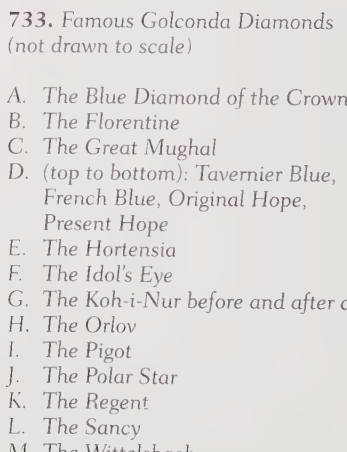 733. Famous Golconda Diamonds
(not drawn to scale)
A. The Blue Diamond of the Crown
B. The Florentine
C. The Great Mughal
D. (top to bottom): Tavernier Blue,
French Blue, Original Hope,
Present Hope
E. The Hortensia
F. The Idol's Eye
G. The Koh-i-Nur before and after
H. The Orlov
I. The Pigot
J. The Polar Star
K. The Regent
L. The Sancy
M. The